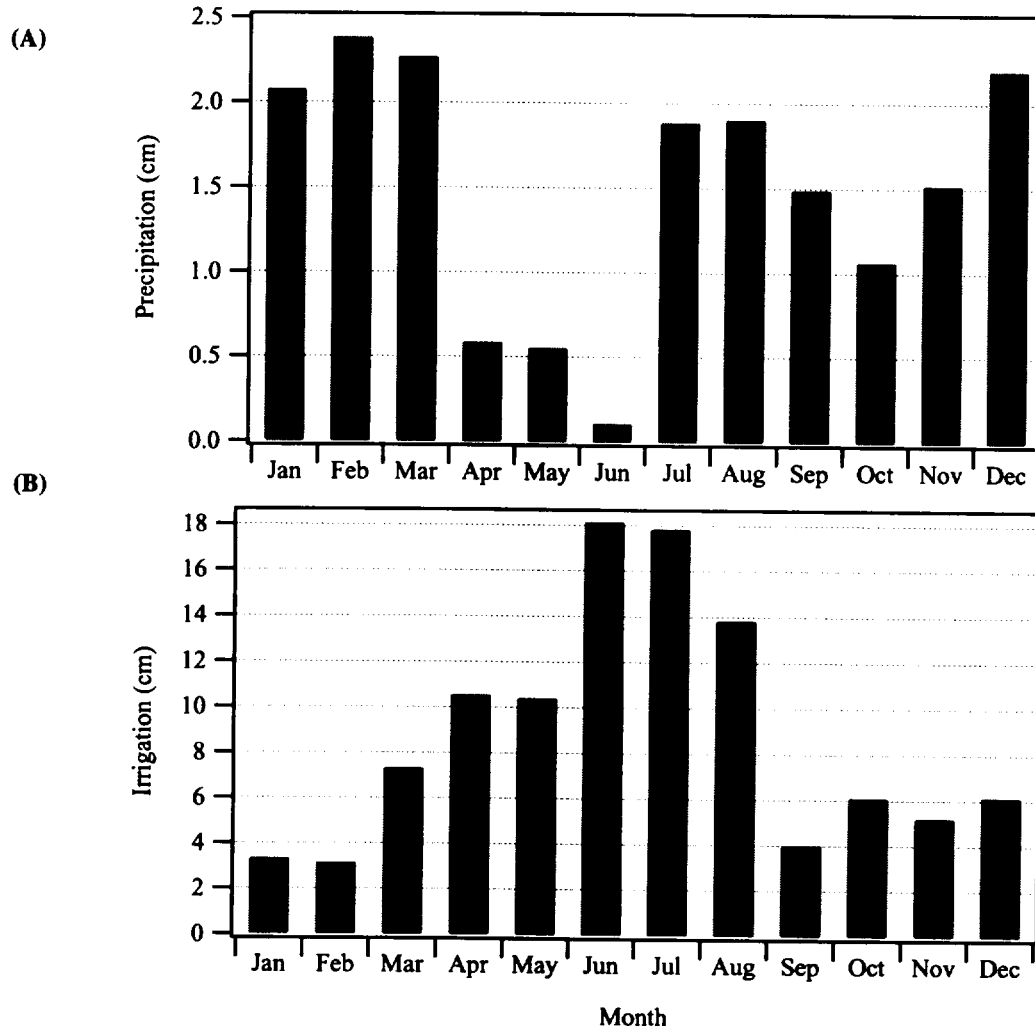 (A)
Precipitation (cm)
2.5
2.0
1.5
1.0
0.5
0.0
Jan Feb Mar Apr May Jun Jul Aug Sep Oct Nov Dec
(B)
Irrigation (cm)
18
16
14
12
10
8
6
4
2
0
Jan Feb Mar Apr May Jun Jul Aug Sep Oct Nov Dec
Month